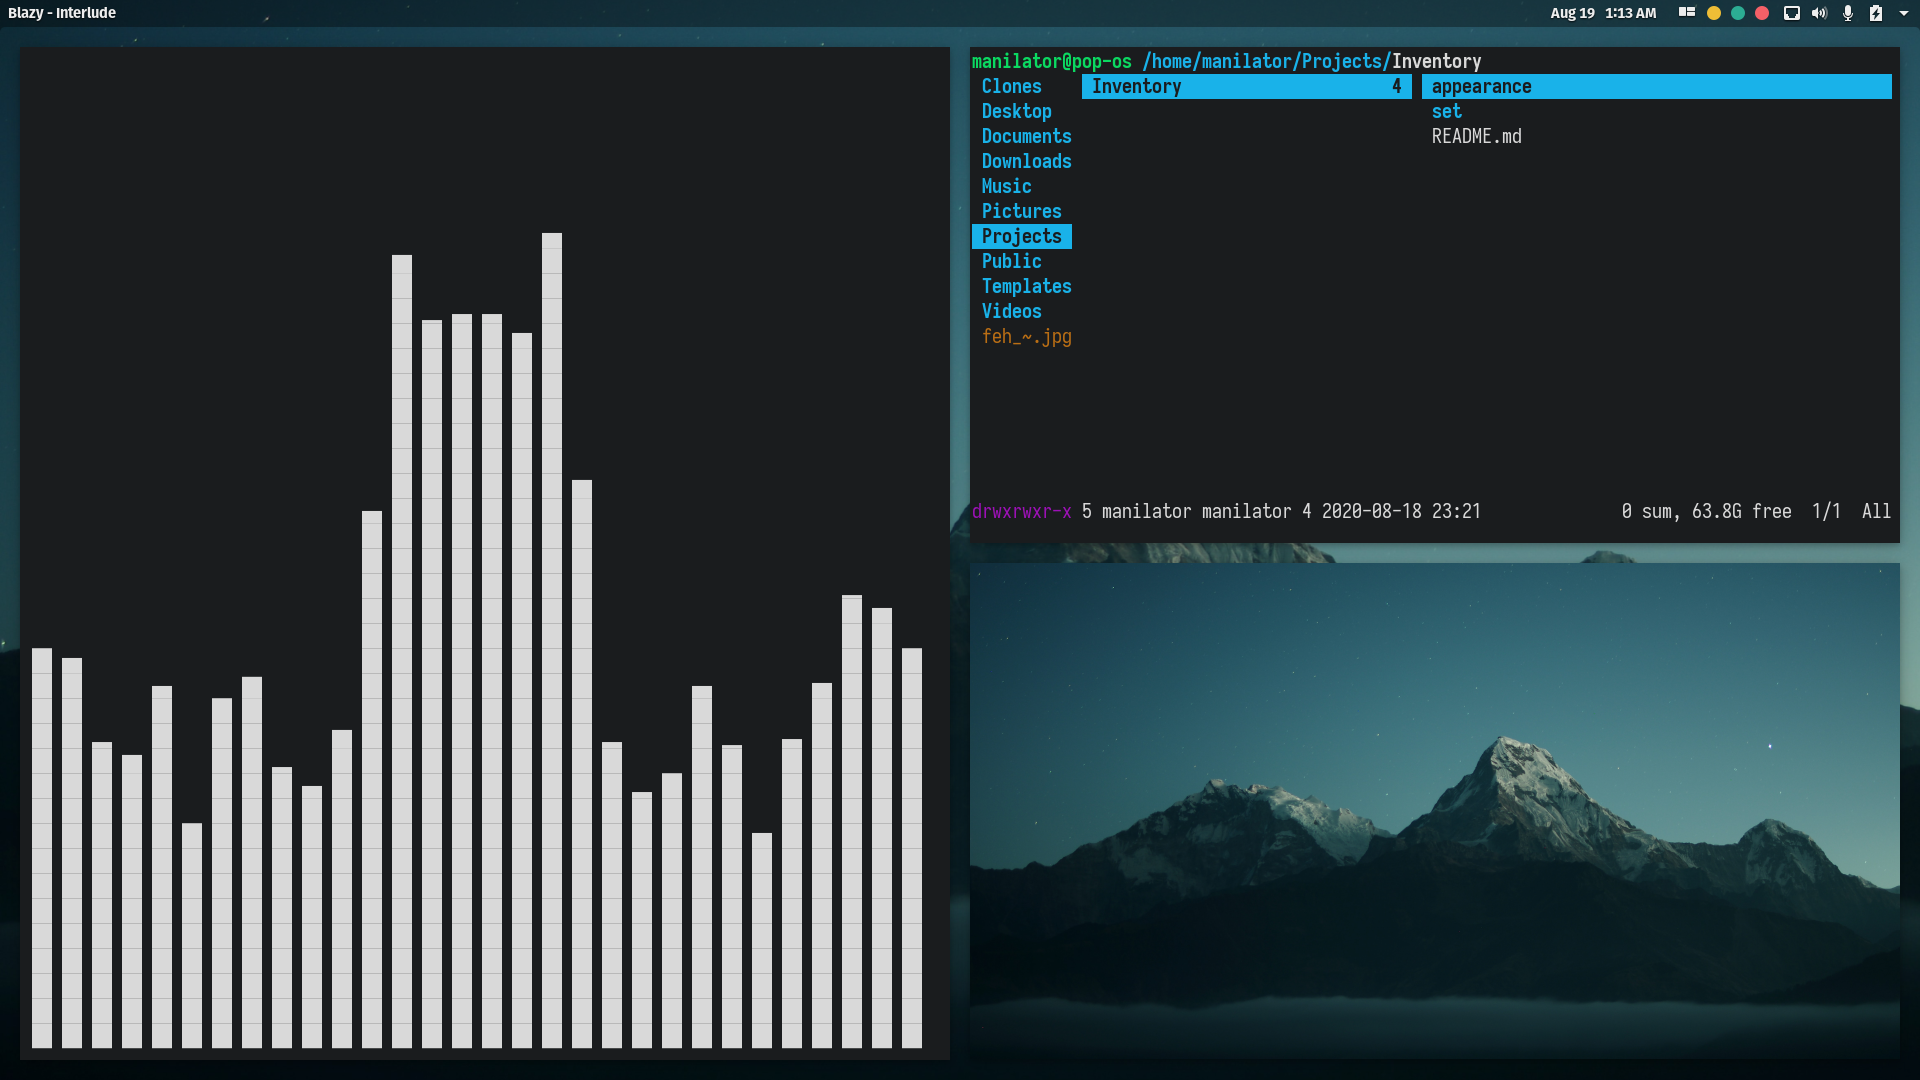 Blazy - Interlude
Aug 19 1:13 AM
manilator@pop-os /home/manilator/Projects/Inventory
Clones Inventory 4 appearance
Desktop set
Documents README.md
Downloads
Music
Pictures
Projects
Public
Templates
Videos
feh_~.jpg
drwxrwxr-x 5 manilator manilator 4 2020-08-18 23:21 0 sum, 63.8G free 1/1 All